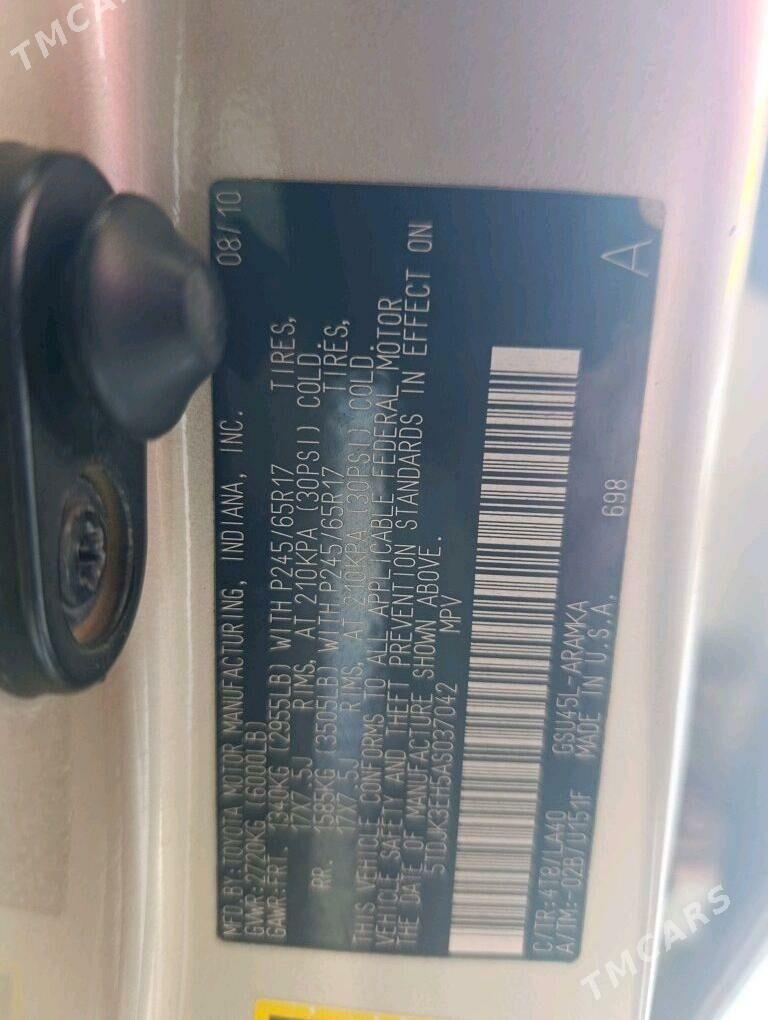 TMCARS
MFD.BY:TOYOTA MOTOR MANUFACTURING, INDIANA, INC. 08/10
GVWR:2720KG (6000LB)
GAWR:FRT. 1340KG (2955LB) WITH P245/65R17 TIRES,
17X7.5J RIMS, AT 210KPA (30PSI) COLD.
RR. 1585KG (3505LB) WITH P245/65R17 TIRES,
17X7.5J RIMS, AT 210KPA (30PSI) COLD.
THIS VEHICLE CONFORMS TO ALL APPLICABLE FEDERAL MOTOR
VEHICLE SAFETY AND THEFT PREVENTION STANDARDS IN EFFECT ON
THE DATE OF MANUFACTURE SHOWN ABOVE.
5TDJK3EH5AS037042 MPV
C/TR:4T8/LA40 GSU45L-ARAMKA 698 A
A/TM:-02B/U151F MADE IN U.S.A.
TMCARS